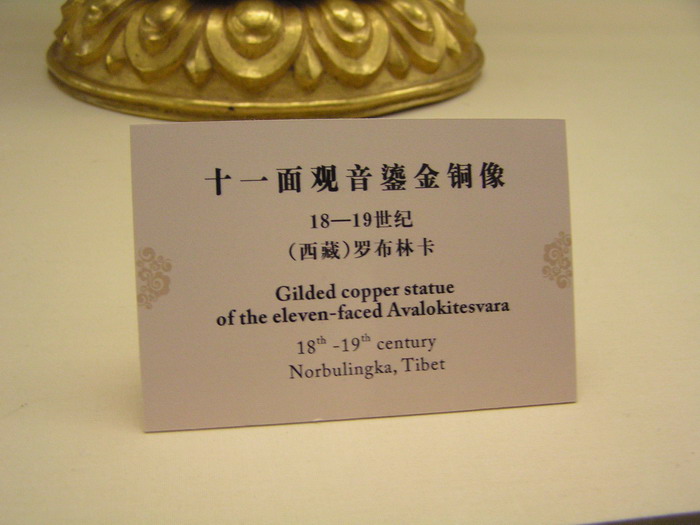 十一面观音鎏金铜像
18—19世纪
（西藏）罗布林卡
Gilded copper statue
of the eleven-faced Avalokitesvara
18th -19th century
Norbulingka, Tibet